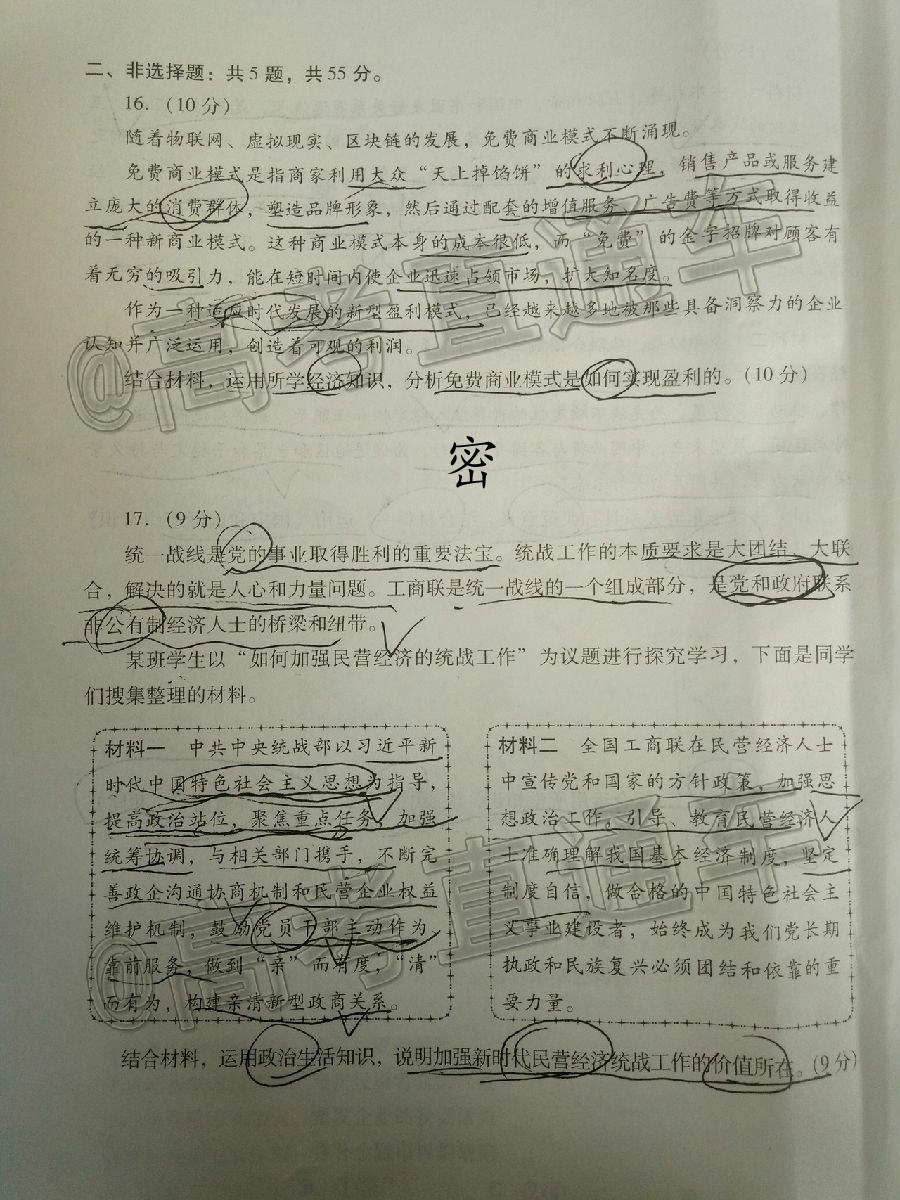 二、非选择题：共5题，共55分。
16.（10分）
随着物联网、虚拟现实、区块链的发展，免费商业模式不断涌现。
免费商业模式是指商家利用大众“天上掉馅饼”的求利心理，销售产品或服务建
立庞大的消费群体，塑造品牌形象，然后通过配套的增值服务、广告费等方式取得收益
的一种新商业模式。这种商业模式本身的成本很低，而“免费”的金字招牌对顾客有
着无穷的吸引力，能在短时间内使企业迅速占领市场，扩大知名度。
作为一种适应时代发展的新型盈利模式，已经越来越多地被那些具备洞察力的企业
认知并广泛运用，创造着可观的利润。
结合材料，运用所学经济知识，分析免费商业模式是如何实现盈利的。（10分）
密
17.（9分）
统一战线是党的事业取得胜利的重要法宝。统战工作的本质要求是大团结、大联
合，解决的就是人心和力量问题。工商联是统一战线的一个组成部分，是党和政府联系
非公有制经济人士的桥梁和纽带。
某班学生以“如何加强民营经济的统战工作”为议题进行探究学习，下面是同学
们搜集整理的材料。
材料一 中共中央统战部以习近平新
时代中国特色社会主义思想为指导，
提高政治站位，聚焦重点任务，加强
统筹协调，与相关部门携手，不断完
善政企沟通协商机制和民营企业权益
维护机制，鼓励党员干部主动作为
靠前服务，做到“亲”而有度，“清”
而有为，构建亲清新型政商关系。
材料二 全国工商联在民营经济人士
中宣传党和国家的方针政策，加强思
想政治工作，引导、教育民营经济人
士准确理解我国基本经济制度，坚定
制度自信，做合格的中国特色社会主
义事业建设者，始终成为我们党长期
执政和民族复兴必须团结和依靠的重
要力量。
结合材料，运用政治生活知识，说明加强新时代民营经济统战工作的价值所在。（9分）
@高考直通车
@高考直通车